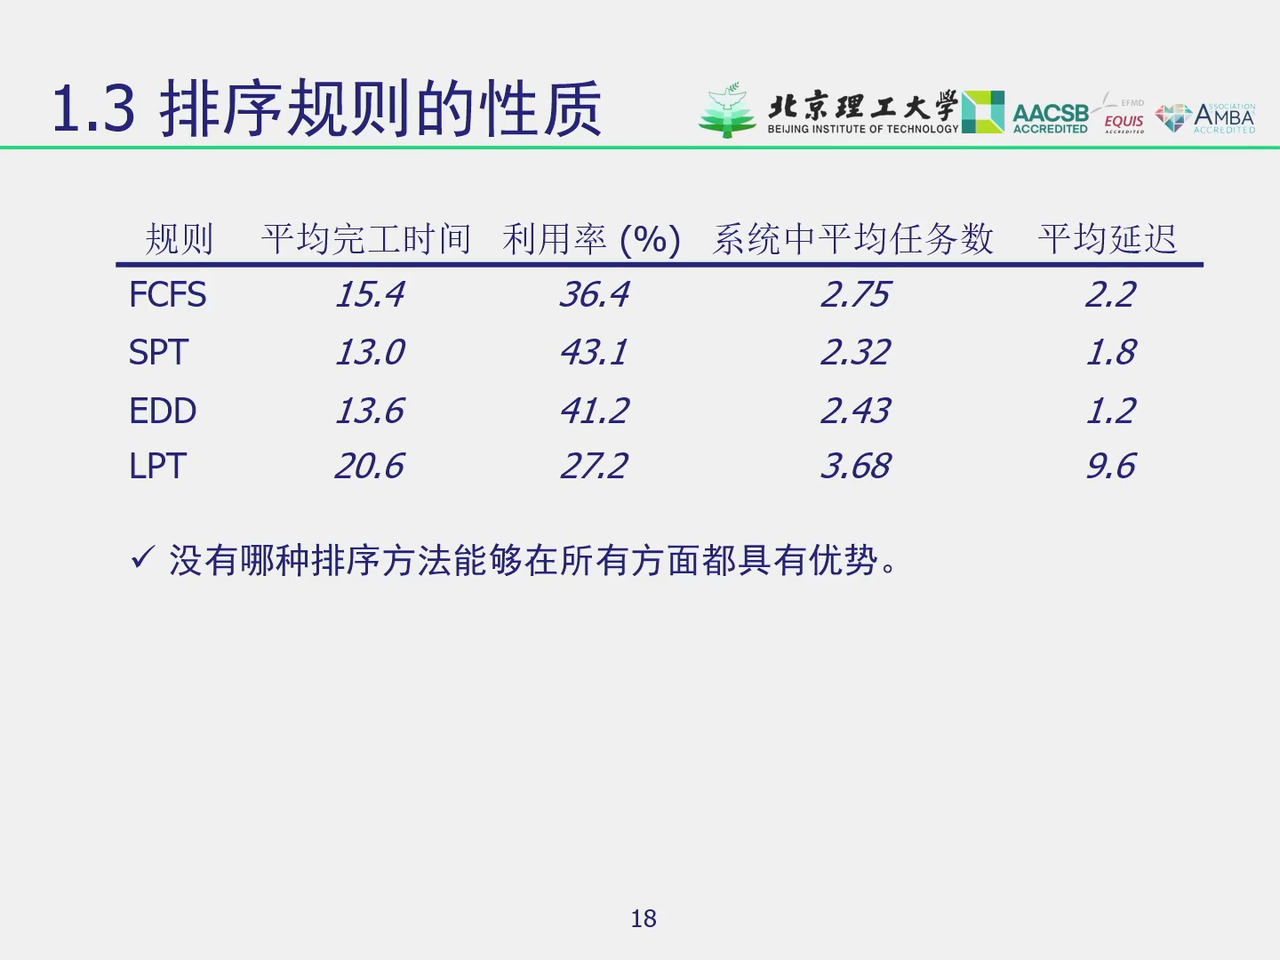 1.3 排序规则的性质
北京理工大学
BEIJING INSTITUTE OF TECHNOLOGY
AACSB
ACCREDITED
EFMD
EQUIS
ACCREDITED
ASSOCIATION
AMBA
ACCREDITED
规则 平均完工时间 利用率 (%) 系统中平均任务数 平均延迟
FCFS 15.4 36.4 2.75 2.2
SPT 13.0 43.1 2.32 1.8
EDD 13.6 41.2 2.43 1.2
LPT 20.6 27.2 3.68 9.6
✓ 没有哪种排序方法能够在所有方面都具有优势。
18